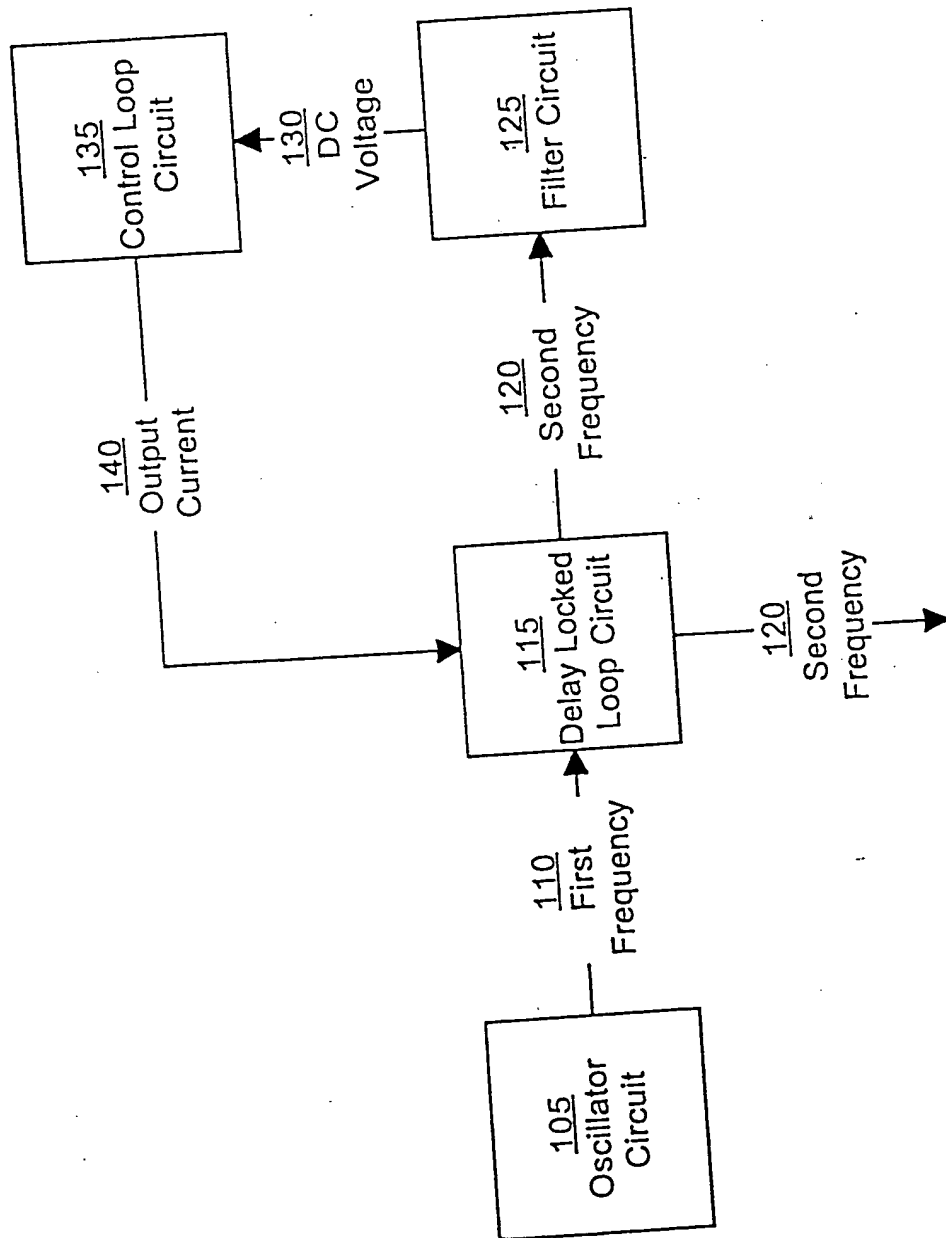 105
Oscillator
Circuit
110
First
Frequency
115
Delay Locked
Loop Circuit
120
Second
Frequency
120
Second
Frequency
125
Filter Circuit
130
DC
Voltage
135
Control Loop
Circuit
140
Output
Current